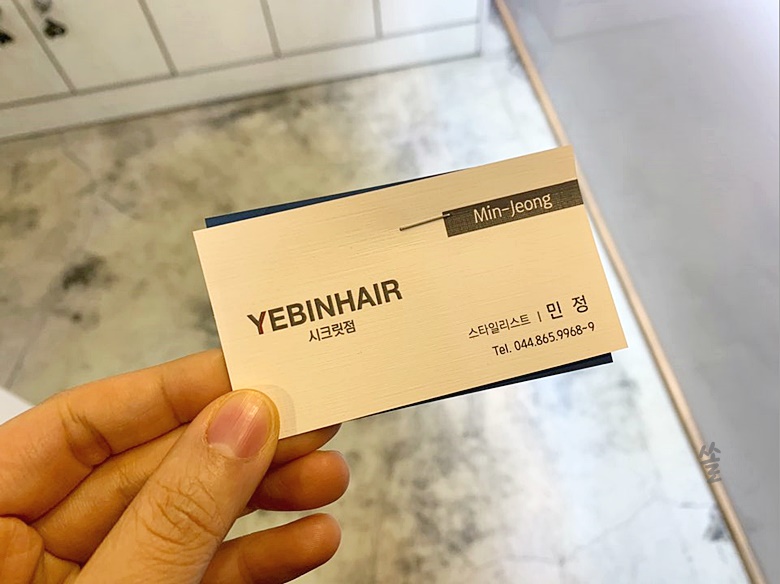 Min-Jeong
YEBINHAIR
시크릿점
스타일리스트 | 민 정
Tel. 044.865.9968~9
쏠